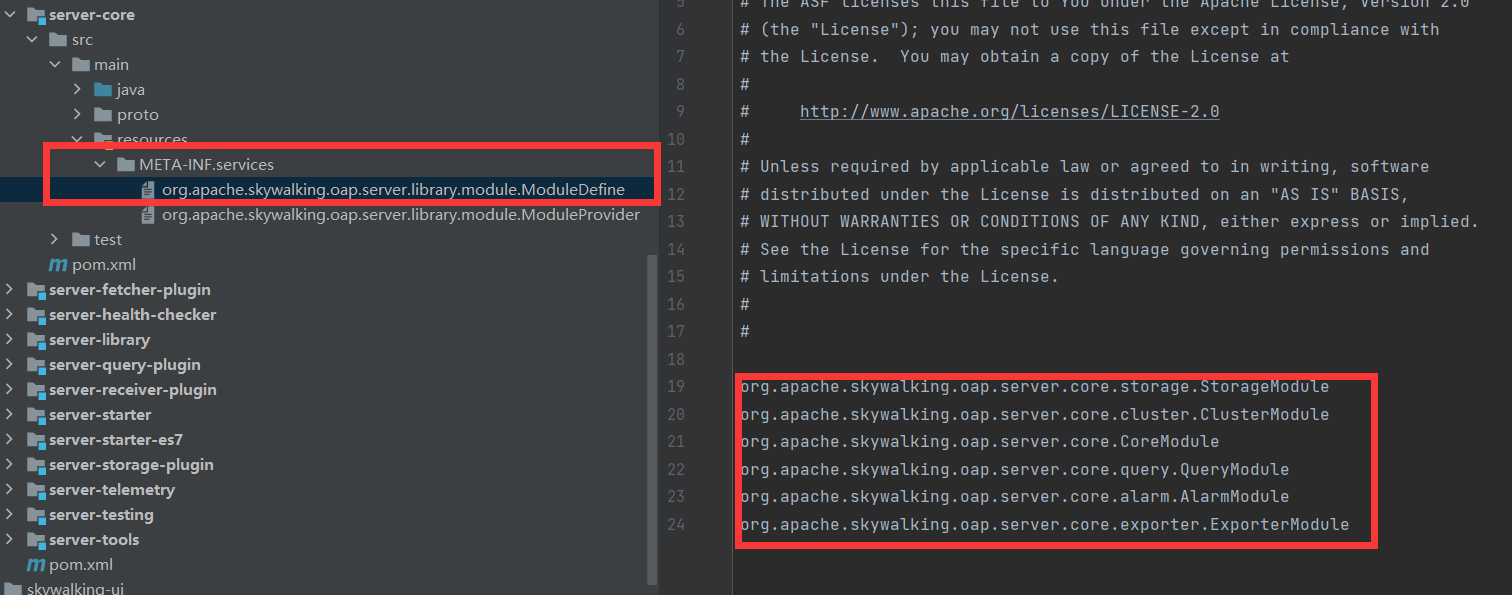 server-core
src
main
java
proto
resources
META-INF.services
org.apache.skywalking.oap.server.library.module.ModuleDefine
org.apache.skywalking.oap.server.library.module.ModuleProvider
test
pom.xml
server-fetcher-plugin
server-health-checker
server-library
server-query-plugin
server-receiver-plugin
server-starter
server-starter-es7
server-storage-plugin
server-telemetry
server-testing
server-tools
pom.xml
skywalking-ui
5 # The ASF licenses this file to You under the Apache License, Version 2.0
6 # (the "License"); you may not use this file except in compliance with
7 # the License.  You may obtain a copy of the License at
8 #
9 #     http://www.apache.org/licenses/LICENSE-2.0
10 #
11 # Unless required by applicable law or agreed to in writing, software
12 # distributed under the License is distributed on an "AS IS" BASIS,
13 # WITHOUT WARRANTIES OR CONDITIONS OF ANY KIND, either express or implied.
14 # See the License for the specific language governing permissions and
15 # limitations under the License.
16 #
17 #
18
19 org.apache.skywalking.oap.server.core.storage.StorageModule
20 org.apache.skywalking.oap.server.core.cluster.ClusterModule
21 org.apache.skywalking.oap.server.core.CoreModule
22 org.apache.skywalking.oap.server.core.query.QueryModule
23 org.apache.skywalking.oap.server.core.alarm.AlarmModule
24 org.apache.skywalking.oap.server.core.exporter.ExporterModule